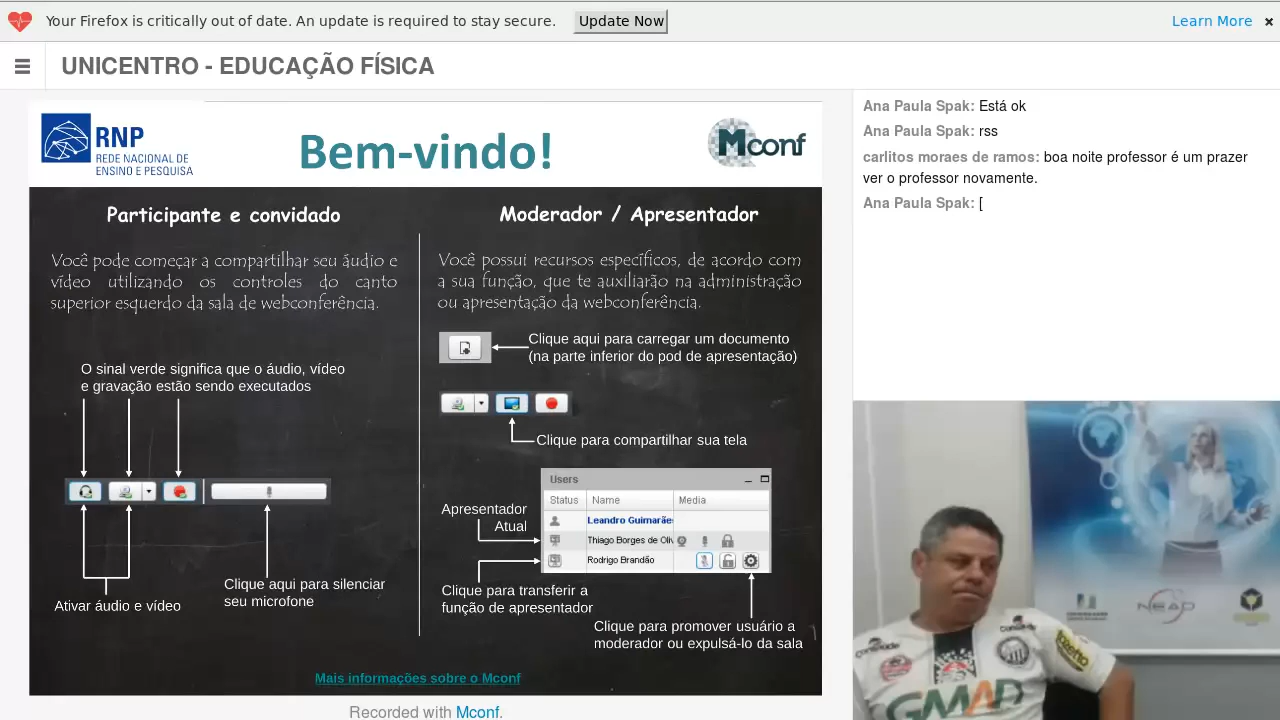 Your Firefox is critically out of date. An update is required to stay secure. Update Now Learn More ×
UNICENTRO - EDUCAÇÃO FÍSICA
RNP
REDE NACIONAL DE
ENSINO E PESQUISA
Bem-vindo!
Mconf
Participante e convidado
Você pode começar a compartilhar seu áudio e
vídeo utilizando os controles do canto
superior esquerdo da sala de webconferência.
O sinal verde significa que o áudio, vídeo
e gravação estão sendo executados
Ativar áudio e vídeo
Clique aqui para silenciar
seu microfone
Moderador / Apresentador
Você possui recursos específicos, de acordo com
a sua função, que te auxiliarão na administração
ou apresentação da webconferência.
Clique aqui para carregar um documento
(na parte inferior do pod de apresentação)
Clique para compartilhar sua tela
Users
Status Name Media
Leandro Guimarães
Thiago Borges de Oliv
Rodrigo Brandão
Apresentador
Atual
Clique para transferir a
função de apresentador
Clique para promover usuário a
moderador ou expulsá-lo da sala
Mais informações sobre o Mconf
Recorded with Mconf.
Ana Paula Spak: Está ok
Ana Paula Spak: rss
carlitos moraes de ramos: boa noite professor é um prazer
ver o professor novamente.
Ana Paula Spak: [
NEAD
GMAD